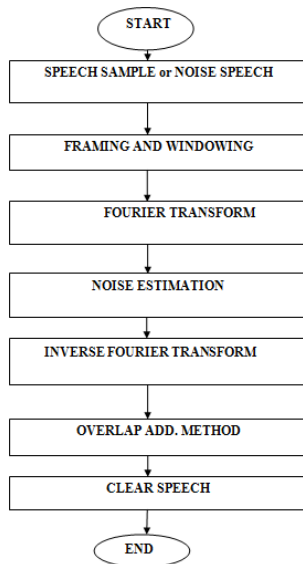 START
SPEECH SAMPLE or NOISE SPEECH
FRAMING AND WINDOWING
FOURIER TRANSFORM
NOISE ESTIMATION
INVERSE FOURIER TRANSFORM
OVERLAP ADD. METHOD
CLEAR SPEECH
END